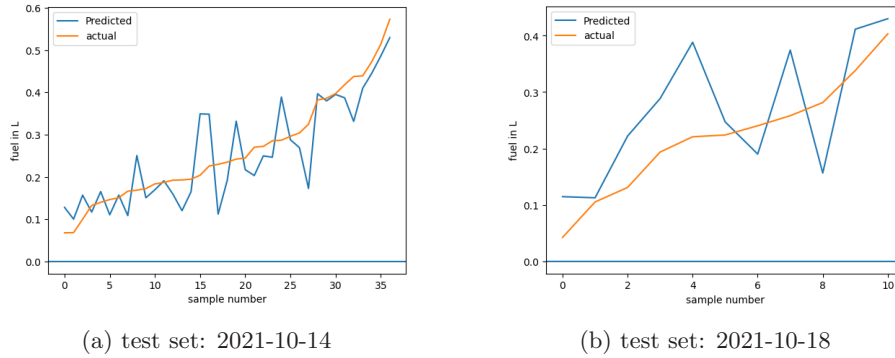 Predicted
actual
fuel in L
0.6
0.5
0.4
0.3
0.2
0.1
0.0
0 5 10 15 20 25 30 35
sample number
(a) test set: 2021-10-14
Predicted
actual
fuel in L
0.4
0.3
0.2
0.1
0.0
0 2 4 6 8 10
sample number
(b) test set: 2021-10-18